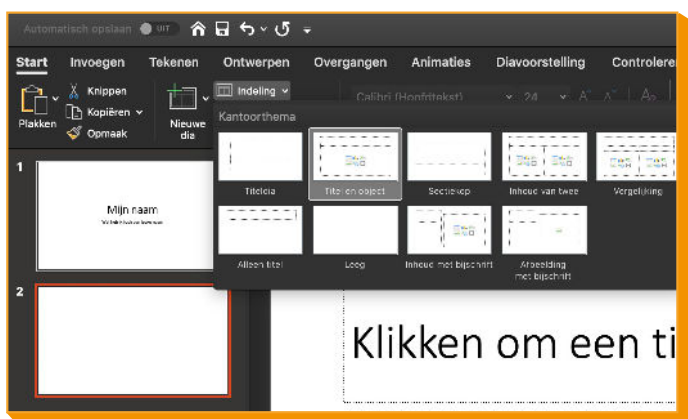 Automatisch opslaan UIT
Start Invoegen Tekenen Ontwerpen Overgangen Animaties Diavoorstelling Controlere
Plakken
Knippen
Kopiëren
Opmaak
Nieuwe
dia
Indeling
Calibri (Hoofdtekst) 24
Kantoorthema
Titeldia Titel en object Sectiekop Inhoud van twee Vergelijking
Alleen titel Leeg Inhoud met bijschrift Afbeelding
met bijschrift
1
Mijn naam
2
Klikken om een ti